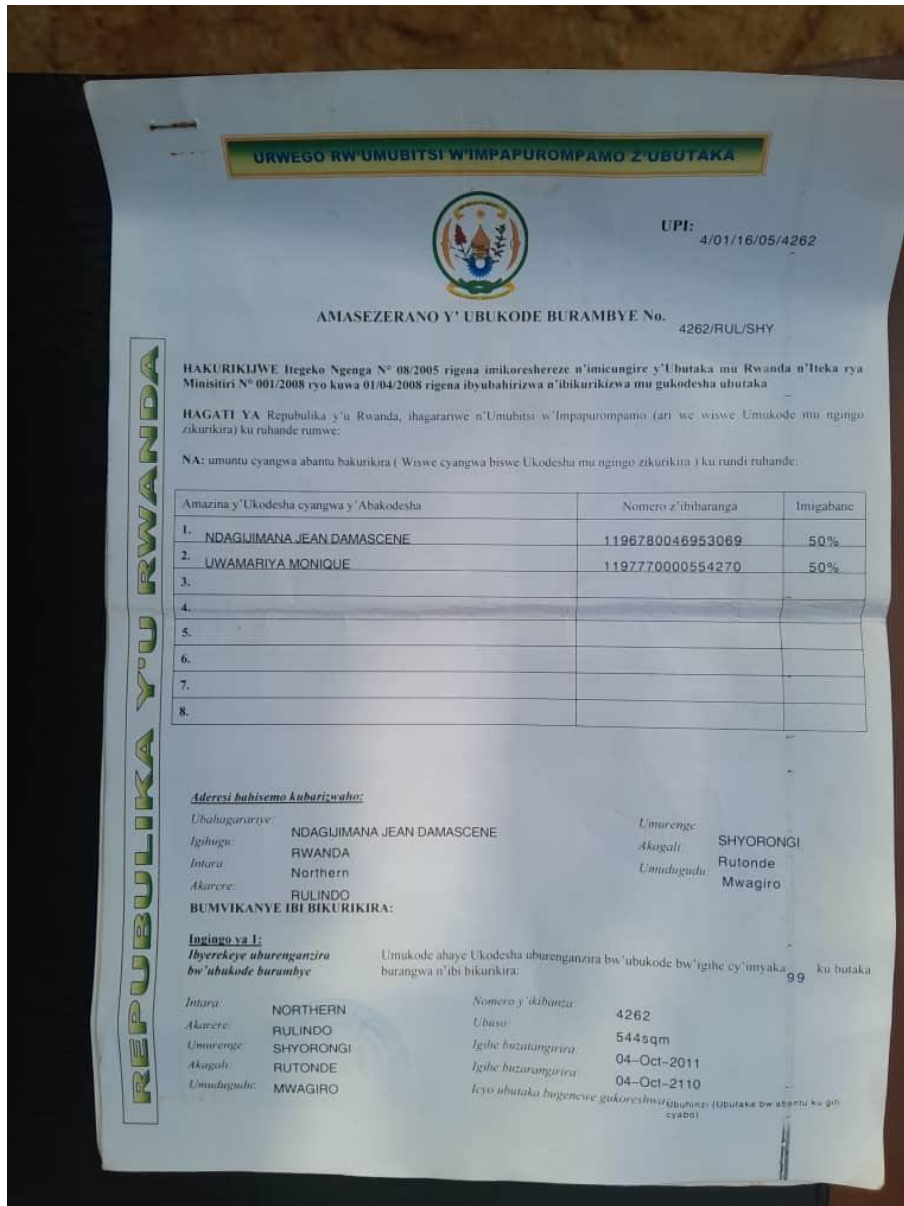 URWEGO RW'UMUBITSI W'IMPAPUROMPAMO Z'UBUTAKA
UPI:
4/01/16/05/4262
AMASEZERANO Y' UBUKODE BURAMBYE No.
4262/RUL/SHY
REPUBULIKA Y'U RWANDA
HAKURIKIJWE Itegeko Ngenga N° 08/2005 rigena imikoreshereze n'imicungire y'Ubutaka mu Rwanda n'Iteka rya
Minisitiri N° 001/2008 ryo kuwa 01/04/2008 rigena ibyubahirizwa n'ibikurikizwa mu gukodesha ubutaka
HAGATI YA Repubulika y'u Rwanda, ihagarariwe n'Umubitsi w'Impapurompamo (ari we wiswe Umukode mu ngingo
zikurikira) ku ruhande rumwe;
NA: umuntu cyangwa abantu bakurikira ( Wiswe cyangwa biswe Ukodesha mu ngingo zikurikira ) ku rundi ruhande:
Amazina y'Ukodesha cyangwa y'Abakodesha Nomero z'ibibaranga Imigabane
1. NDAGIJIMANA JEAN DAMASCENE 1196780046953069 50%
2. UWAMARIYA MONIQUE 1197770000554270 50%
3.
4.
5.
6.
7.
8.
Aderesi bahisemo kubarizwaho:
Ubahagarariye: NDAGIJIMANA JEAN DAMASCENE
Igihugu: RWANDA
Intara: Northern
Akarere: RULINDO
Umurenge: SHYORONGI
Akagali: Rutonde
Umudugudu: Mwagiro
BUMVIKANYE IBI BIKURIKIRA:
Ingingo ya 1:
Ibyerekeye uburenganzira
bw'ubukode burambye
Umukode ahaye Ukodesha uburenganzira bw'ubukode bw'igihe cy'imyaka 99 ku butaka
burangwa n'ibi bikurikira:
Intara: NORTHERN
Akarere: RULINDO
Umurenge: SHYORONGI
Akagali: RUTONDE
Umudugudu: MWAGIRO
Nomero y'ikibanza: 4262
Ubuso: 544sqm
Igihe buzatangirira: 04-Oct-2011
Igihe buzarangirira: 04-Oct-2110
Icyo ubutaka bugenewe gukoreshwa: Ubuhinzi (Ubutaka bw'abantu ku giti
cyabo)